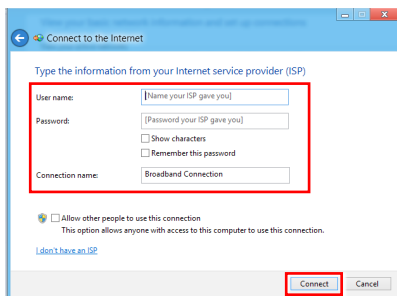 View your basic network information and set up connections
Connect to the Internet
Type the information from your Internet service provider (ISP)
User name:
[Name your ISP gave you]
Password:
[Password your ISP gave you]
Show characters
Remember this password
Connection name:
Broadband Connection
Allow other people to use this connection
This option allows anyone with access to this computer to use this connection.
I don't have an ISP
Connect
Cancel